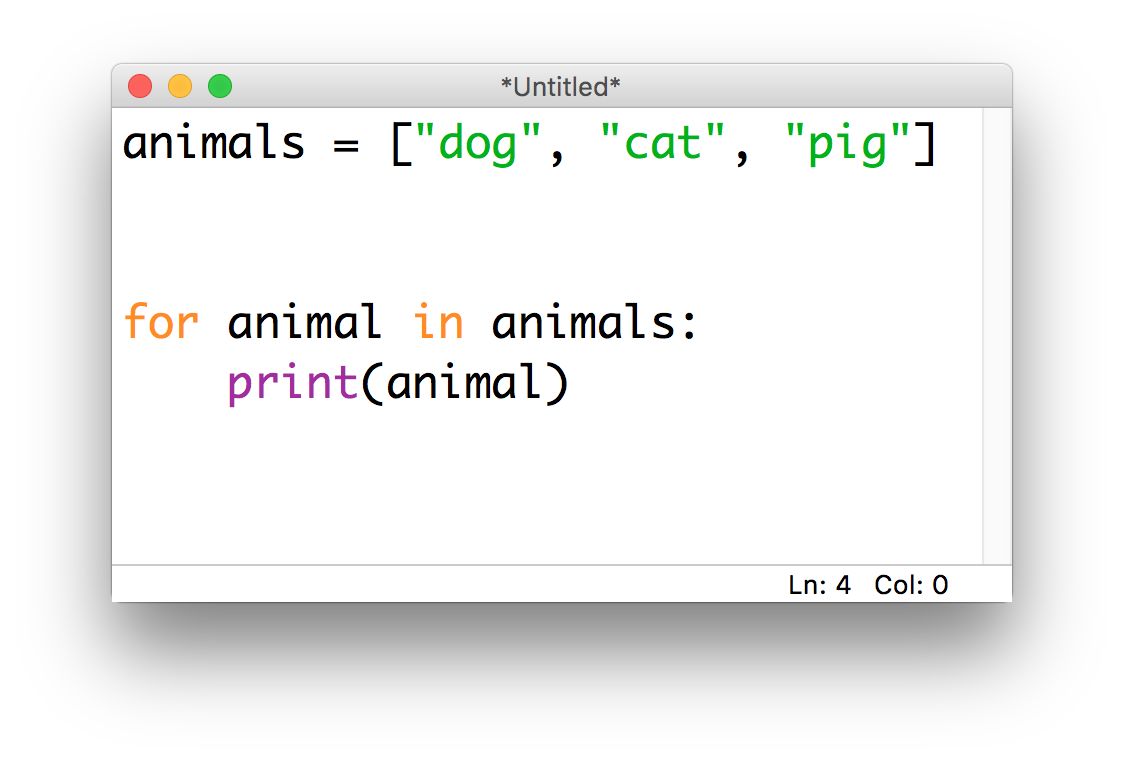 *Untitled*
animals = ["dog", "cat", "pig"]
for animal in animals:
    print(animal)
Ln: 4 Col: 0